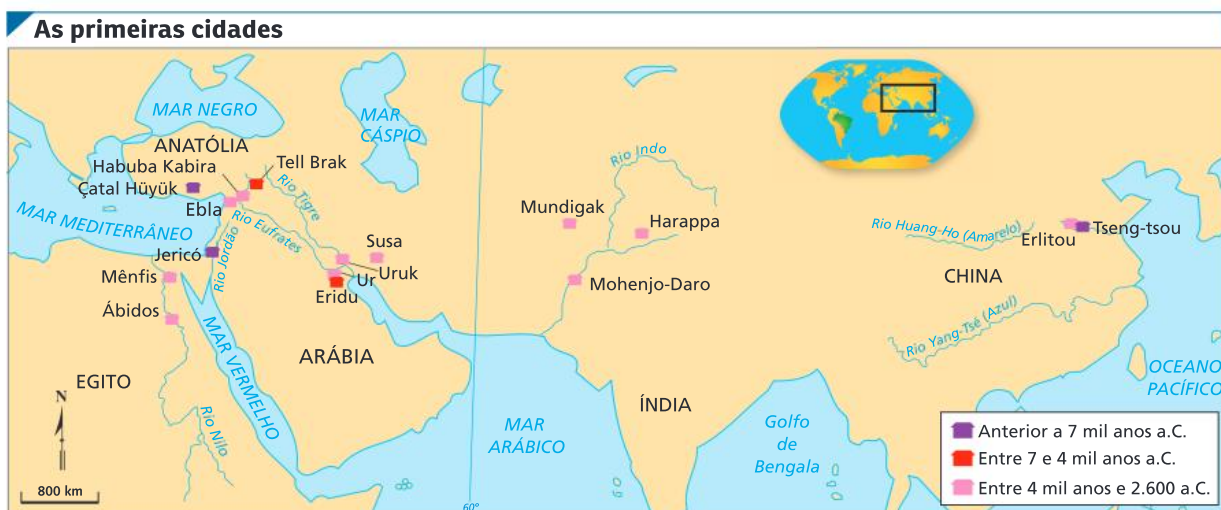 As primeiras cidades
MAR NEGRO
MAR
CÁSPIO
ANATÓLIA
Habuba Kabira
Tell Brak
Çatal Hüyük
Rio Tigre
Ebla
MAR MEDITERRÂNEO
Rio Eufrates
Jericó
Rio Jordão
Susa
Uruk
Ur
Eridu
Mênfis
Ábidos
MAR VERMELHO
ARÁBIA
EGITO
Rio Nilo
N
800 km
60°
Rio Indo
Mundigak
Harappa
Mohenjo-Daro
ÍNDIA
MAR
ARÁBICO
Golfo
de
Bengala
Rio Huang-Ho (Amarelo)
Erlitou
Tseng-tsou
CHINA
Rio Yang-Tsé (Azul)
OCEANO
PACÍFICO
Anterior a 7 mil anos a.C.
Entre 7 e 4 mil anos a.C.
Entre 4 mil anos e 2.600 a.C.